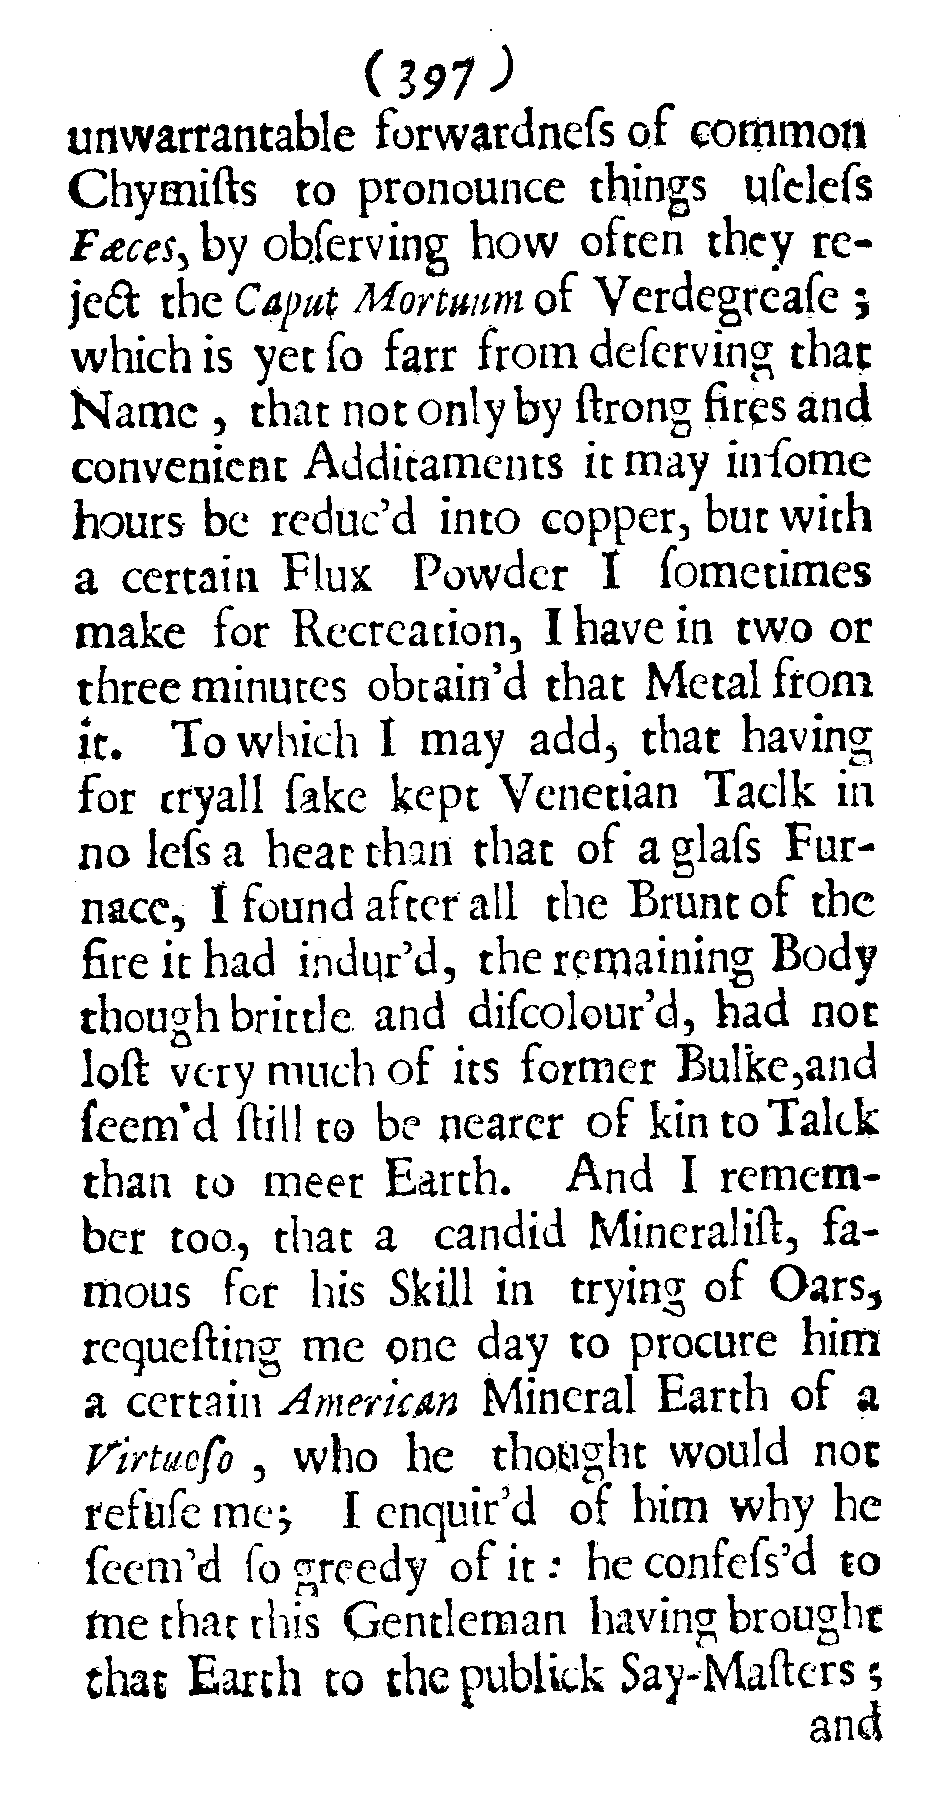 (397)
unwarrantable forwardneſs of common
Chymiſts to pronounce things uſeleſs
Fæces, by obſerving how often they re-
ject the Caput Mortuum of Verdegreaſe ;
which is yet ſo farr from deſerving that
Name , that not only by ſtrong fires and
convenient Additaments it may in ſome
hours be reduc'd into copper, but with
a certain Flux Powder I ſometimes
make for Recreation, I have in two or
three minutes obtain'd that Metal from
it. To which I may add, that having
for tryall ſake kept Venetian Taclk in
no leſs a heat than that of a glaſs Fur-
nace, I found after all the Brunt of the
fire it had indur'd, the remaining Body
though brittle and diſcolour'd, had not
loſt very much of its former Bulke,and
ſeem'd ſtill to be nearer of kin to Talck
than to meer Earth. And I remem-
ber too, that a candid Mineraliſt, fa-
mous for his Skill in trying of Oars,
requeſting me one day to procure him
a certain American Mineral Earth of a
Virtuoſo , who he thought would not
refuſe me; I enquir'd of him why he
ſeem'd ſo greedy of it : he confeſs'd to
me that this Gentleman having brought
that Earth to the publick Say-Maſters ;
and